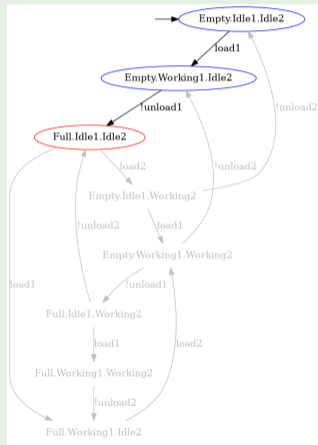 Empty.Idle1.Idle2
load1
Empty.Working1.Idle2
!unload1
!unload2
Full.Idle1.Idle2
load2
!unload2
Empty.Idle1.Working2
!unload2
load1
Empty.Working1.Working2
load1
!unload1
Full.Idle1.Working2
load1
load2
Full.Working1.Working2
!unload2
Full.Working1.Idle2